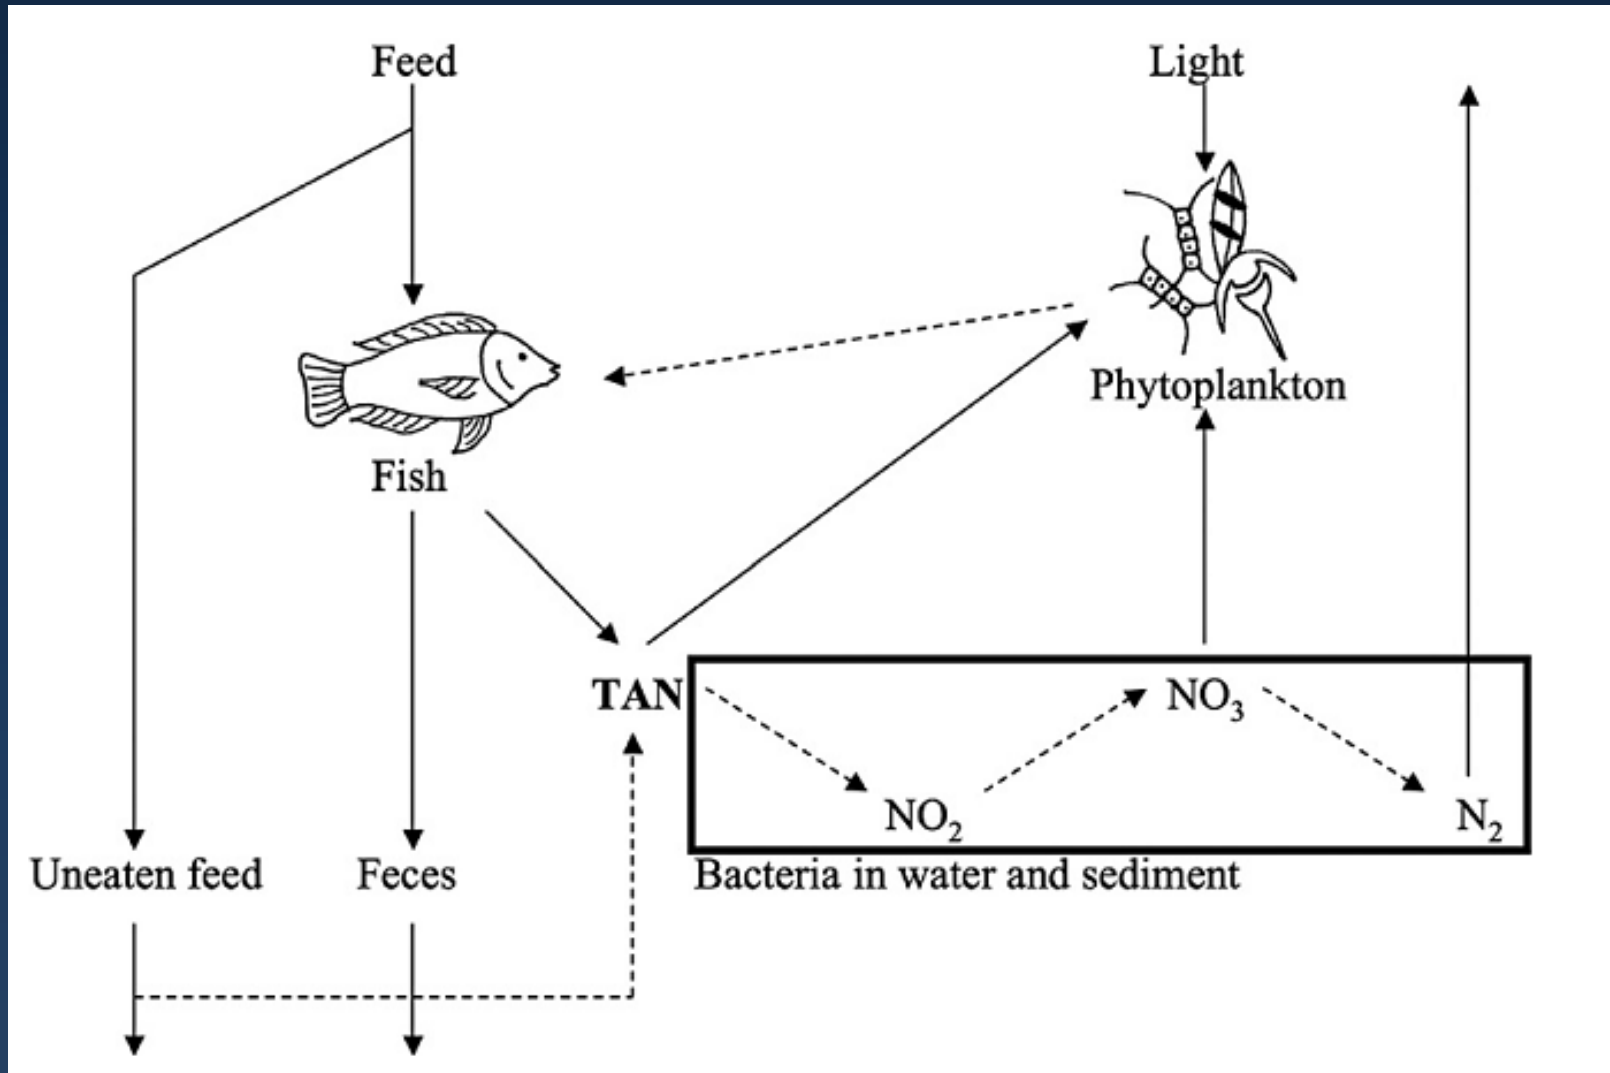 Feed
Light
Phytoplankton
Fish
TAN
NO₃
NO₂
N₂
Uneaten feed
Feces
Bacteria in water and sediment